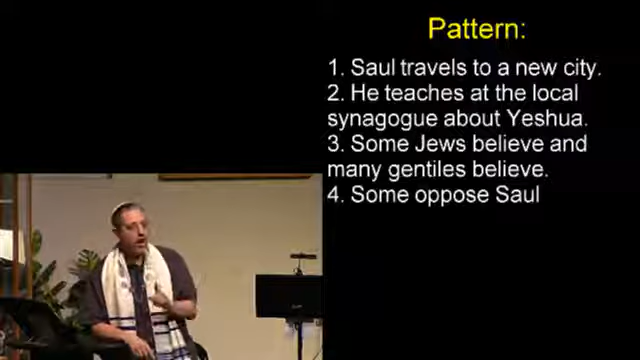 Pattern:
1. Saul travels to a new city.
2. He teaches at the local
synagogue about Yeshua.
3. Some Jews believe and
many gentiles believe.
4. Some oppose Saul